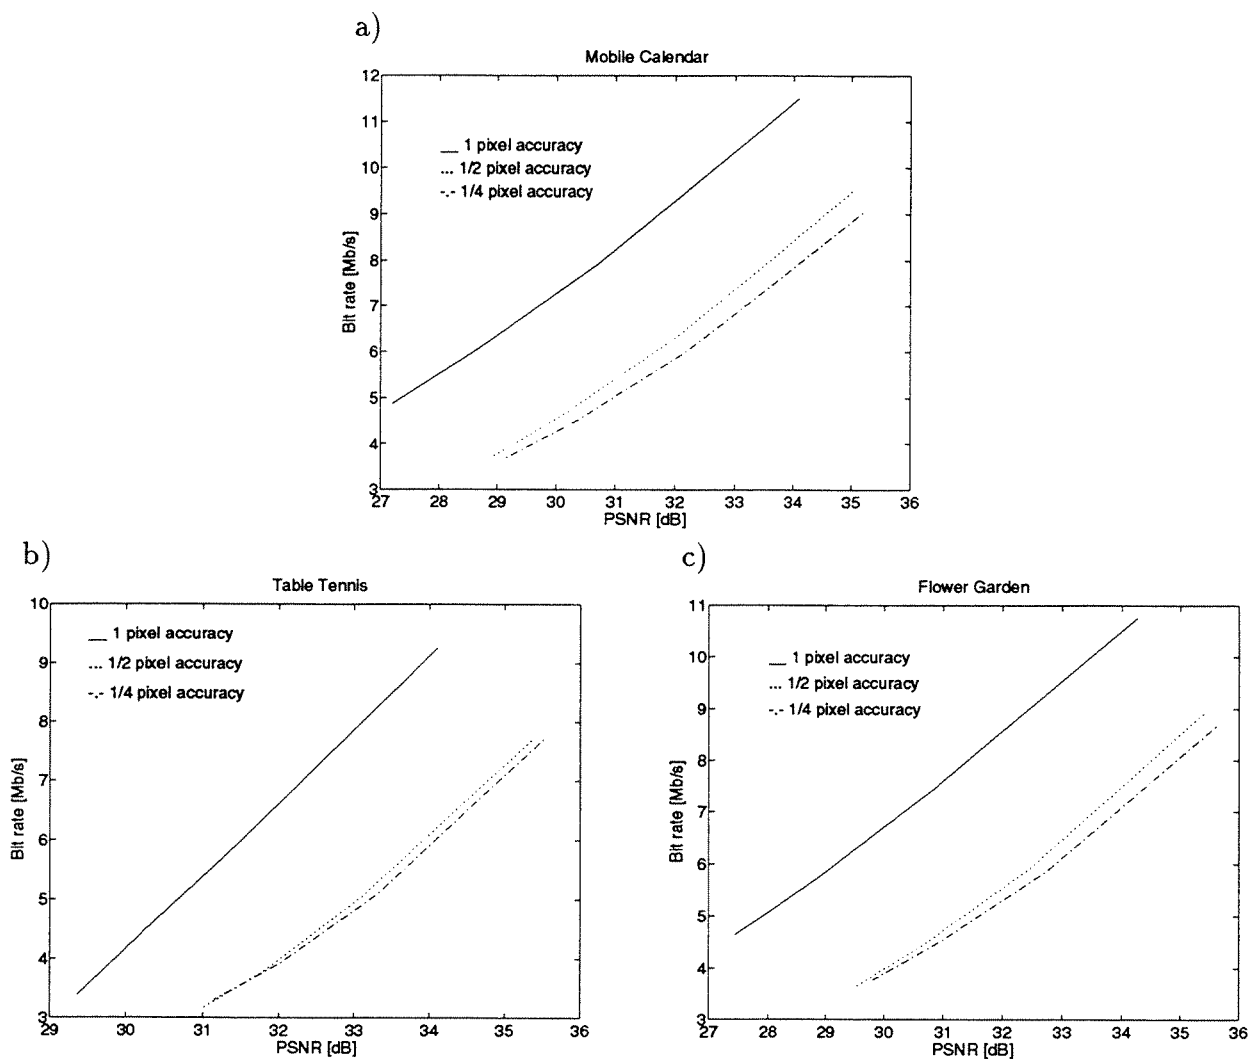 a)
Mobile Calendar
12
11
10
9
8
7
6
5
4
3
Bit rate [Mb/s]
__ 1 pixel accuracy
... 1/2 pixel accuracy
-.- 1/4 pixel accuracy
27 28 29 30 31 32 33 34 35 36
PSNR [dB]
b)
Table Tennis
10
9
8
7
6
5
4
3
Bit rate [Mb/s]
__ 1 pixel accuracy
... 1/2 pixel accuracy
-.- 1/4 pixel accuracy
29 30 31 32 33 34 35 36
PSNR [dB]
c)
Flower Garden
11
10
9
8
7
6
5
4
3
Bit rate [Mb/s]
__ 1 pixel accuracy
... 1/2 pixel accuracy
-.- 1/4 pixel accuracy
27 28 29 30 31 32 33 34 35 36
PSNR [dB]